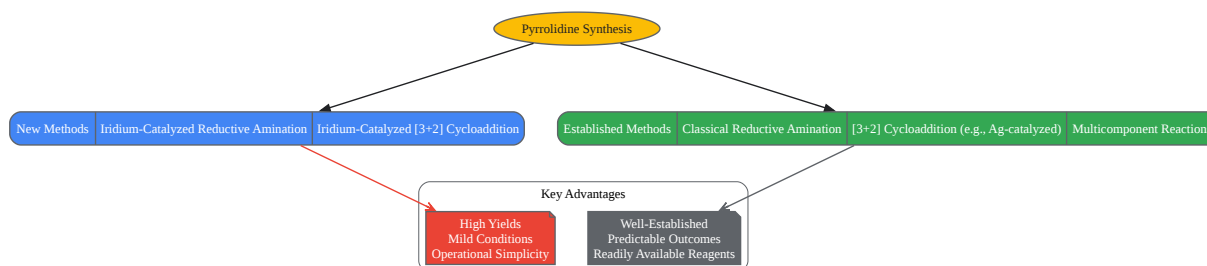 Pyrrolidine Synthesis
New Methods
Iridium-Catalyzed Reductive Amination
Iridium-Catalyzed [3+2] Cycloaddition
Established Methods
Classical Reductive Amination
[3+2] Cycloaddition (e.g., Ag-catalyzed)
Multicomponent Reaction
Key Advantages
High Yields
Mild Conditions
Operational Simplicity
Well-Established
Predictable Outcomes
Readily Available Reagents